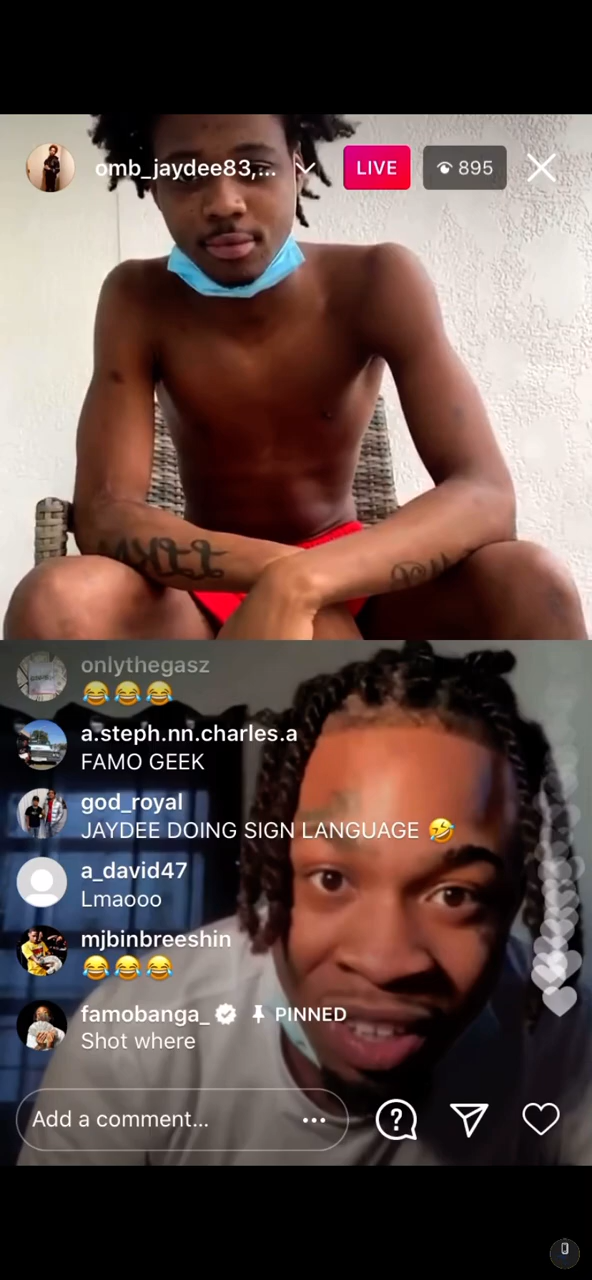 omb_jaydee83,...
LIVE
895
onlythegasz
😂😂😂
a.steph.nn.charles.a
FAMO GEEK
god_royal
JAYDEE DOING SIGN LANGUAGE 🤣
a_david47
Lmaooo
mjbinbreeshin
😂😂😂
famobanga_ PINNED
Shot where
Add a comment...